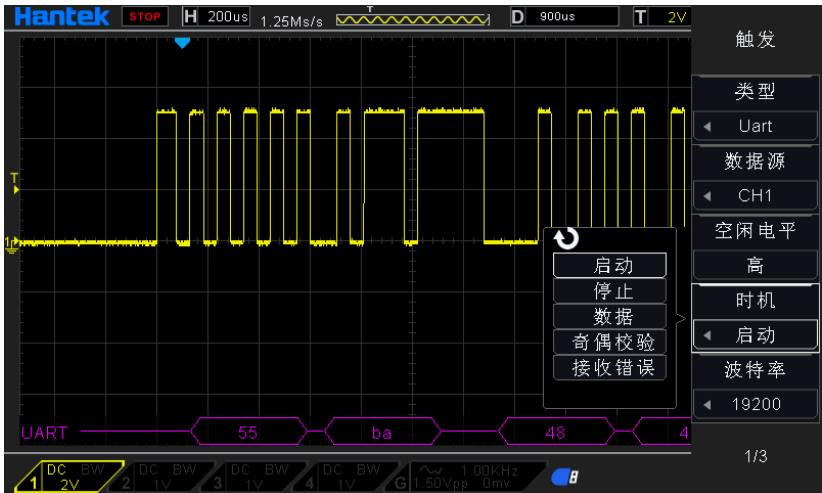 Hantek STOP H 200us 1.25Ms/s T D 900us T 2V
触发
类型
Uart
数据源
CH1
空闲电平
高
时机
启动
波特率
19200
1/3
启动
停止
数据
奇偶校验
接收错误
T
1
UART 55 ba 48 4
1 DC BW 2V 2 DC BW 1V 3 DC BW 1V 4 DC BW 1V G 1.00KHz 1.50Vpp 0mv